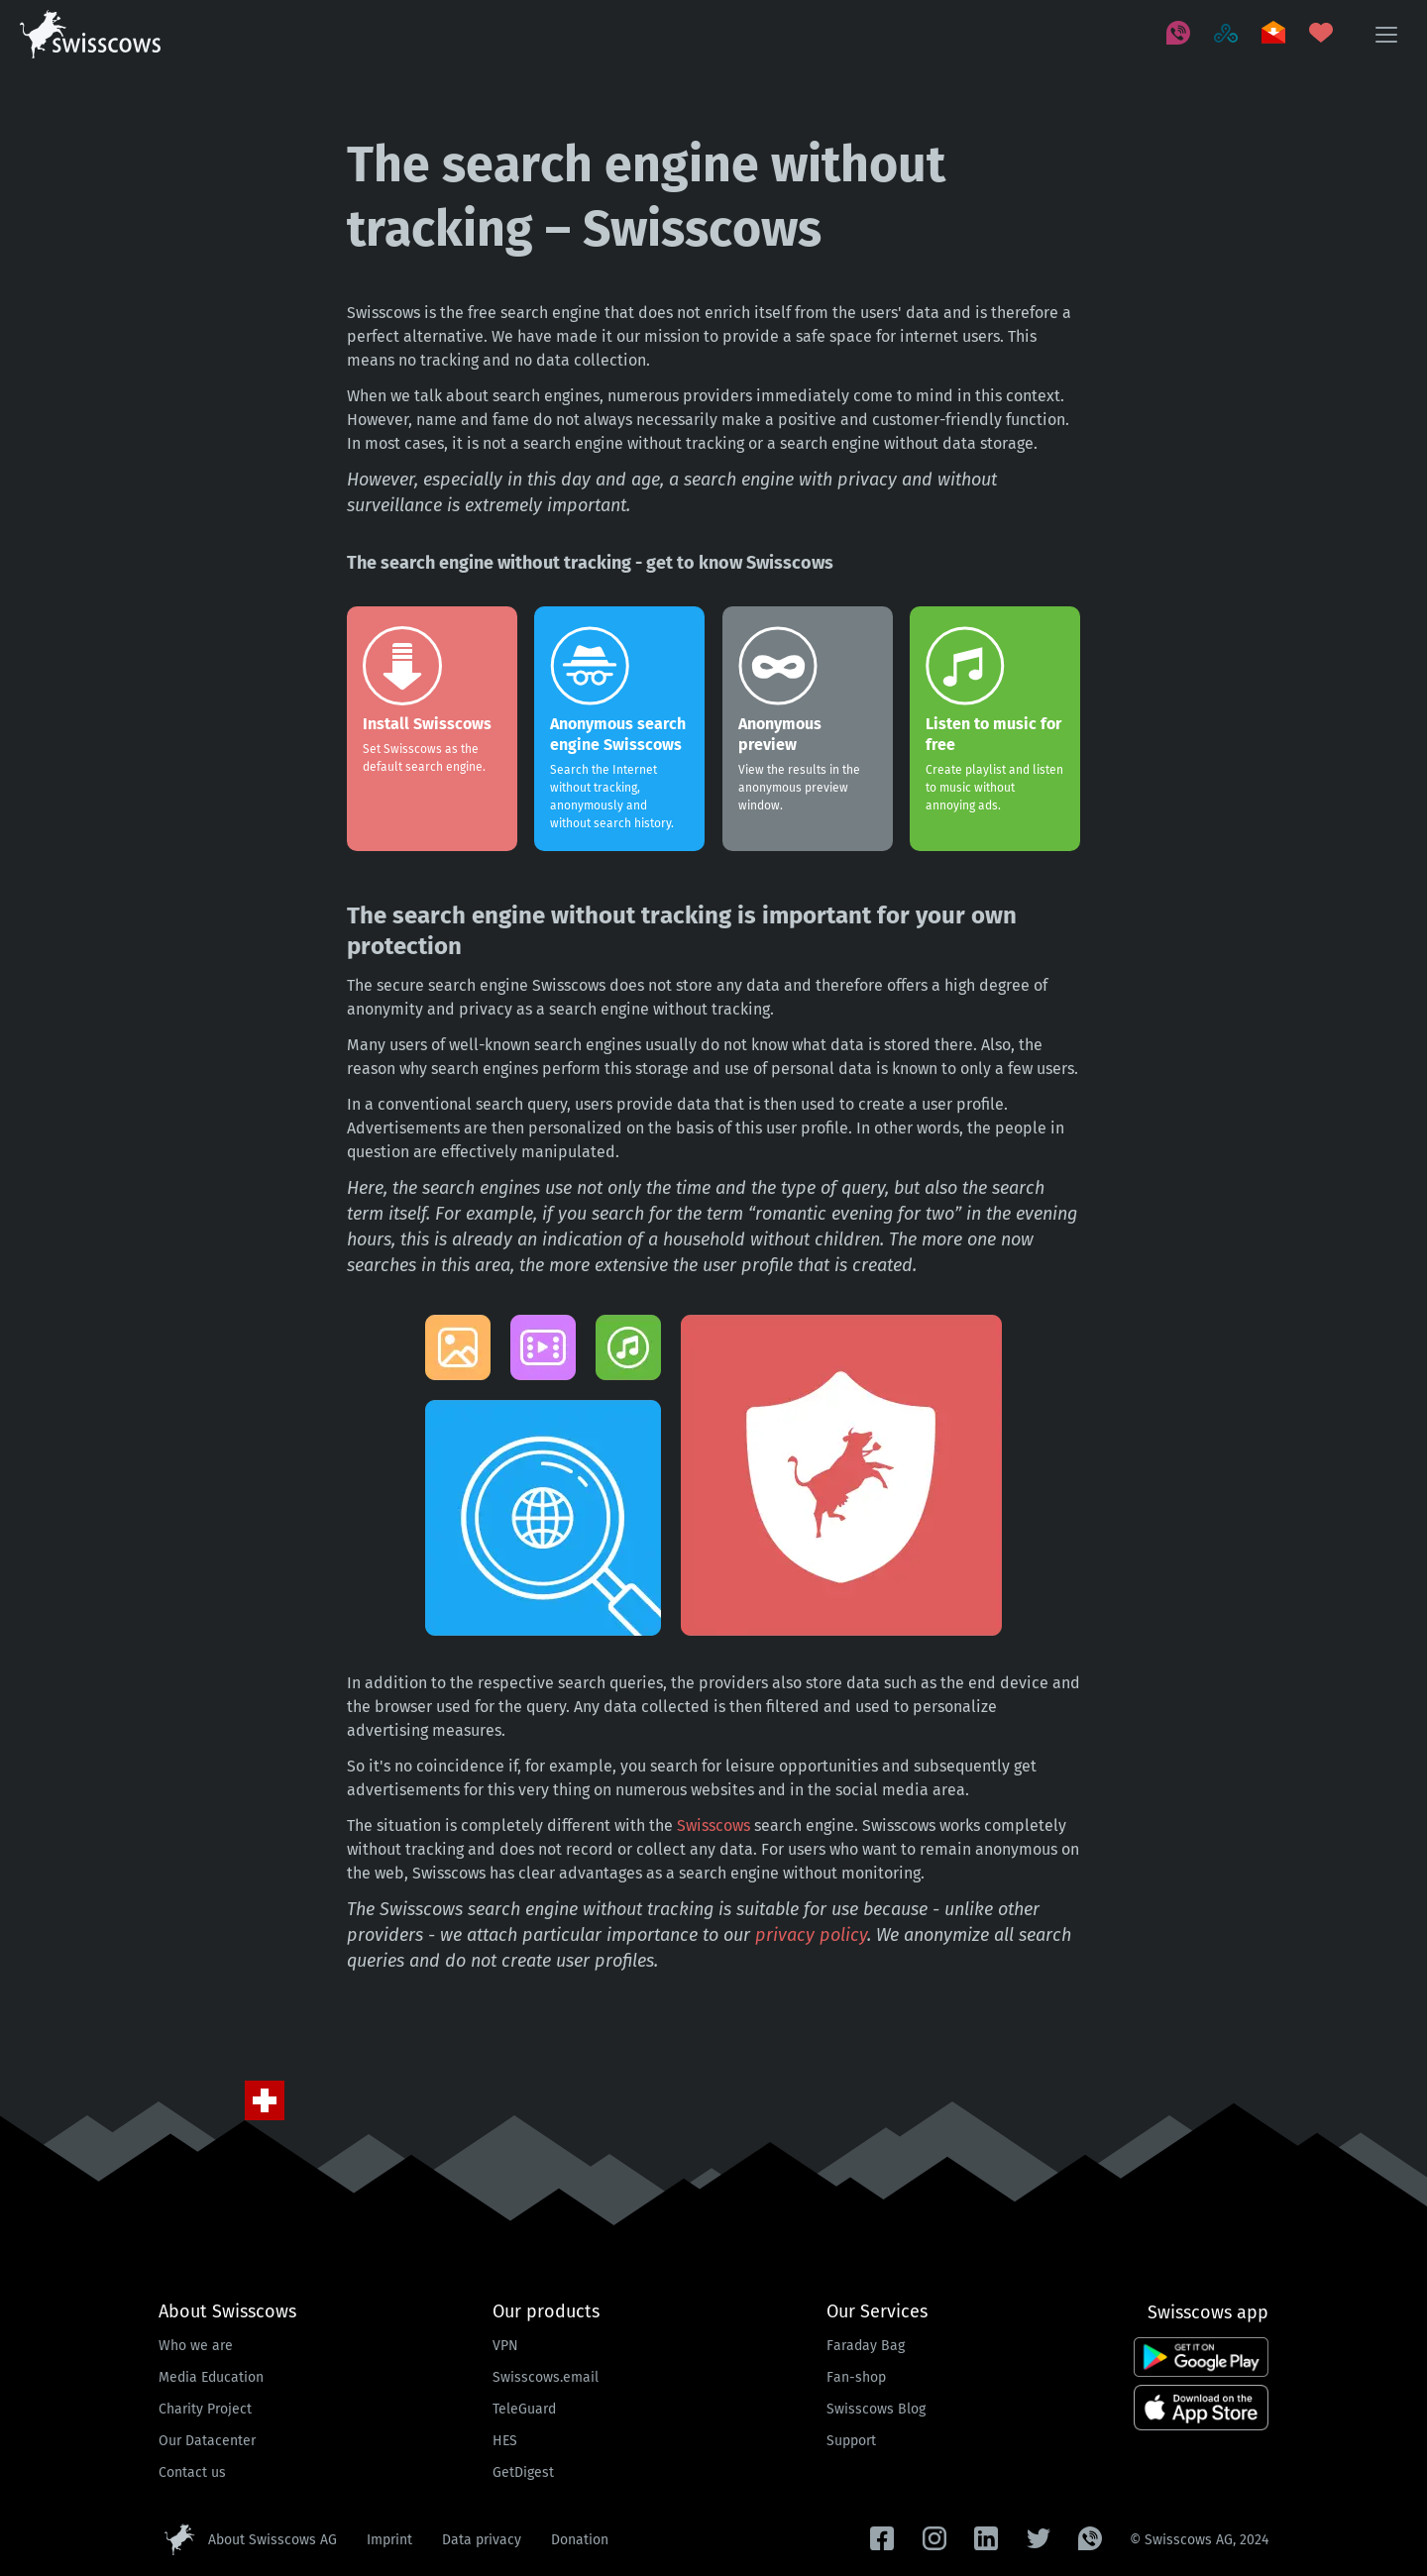 swisscows
The search engine without
tracking – Swisscows
Swisscows is the free search engine that does not enrich itself from the users' data and is therefore a
perfect alternative. We have made it our mission to provide a safe space for internet users. This
means no tracking and no data collection.
When we talk about search engines, numerous providers immediately come to mind in this context.
However, name and fame do not always necessarily make a positive and customer-friendly function.
In most cases, it is not a search engine without tracking or a search engine without data storage.
However, especially in this day and age, a search engine with privacy and without
surveillance is extremely important.
The search engine without tracking - get to know Swisscows
Install Swisscows
Set Swisscows as the
default search engine.
Anonymous search
engine Swisscows
Search the Internet
without tracking,
anonymously and
without search history.
Anonymous
preview
View the results in the
anonymous preview
window.
Listen to music for
free
Create playlist and listen
to music without
annoying ads.
The search engine without tracking is important for your own
protection
The secure search engine Swisscows does not store any data and therefore offers a high degree of
anonymity and privacy as a search engine without tracking.
Many users of well-known search engines usually do not know what data is stored there. Also, the
reason why search engines perform this storage and use of personal data is known to only a few users.
In a conventional search query, users provide data that is then used to create a user profile.
Advertisements are then personalized on the basis of this user profile. In other words, the people in
question are effectively manipulated.
Here, the search engines use not only the time and the type of query, but also the search
term itself. For example, if you search for the term “romantic evening for two” in the evening
hours, this is already an indication of a household without children. The more one now
searches in this area, the more extensive the user profile that is created.
In addition to the respective search queries, the providers also store data such as the end device and
the browser used for the query. Any data collected is then filtered and used to personalize
advertising measures.
So it's no coincidence if, for example, you search for leisure opportunities and subsequently get
advertisements for this very thing on numerous websites and in the social media area.
The situation is completely different with the Swisscows search engine. Swisscows works completely
without tracking and does not record or collect any data. For users who want to remain anonymous on
the web, Swisscows has clear advantages as a search engine without monitoring.
The Swisscows search engine without tracking is suitable for use because - unlike other
providers - we attach particular importance to our privacy policy. We anonymize all search
queries and do not create user profiles.
About Swisscows
Who we are
Media Education
Charity Project
Our Datacenter
Contact us
Our products
VPN
Swisscows.email
TeleGuard
HES
GetDigest
Our Services
Faraday Bag
Fan-shop
Swisscows Blog
Support
Swisscows app
GET IT ON
Google Play
Download on the
App Store
About Swisscows AG
Imprint
Data privacy
Donation
© Swisscows AG, 2024